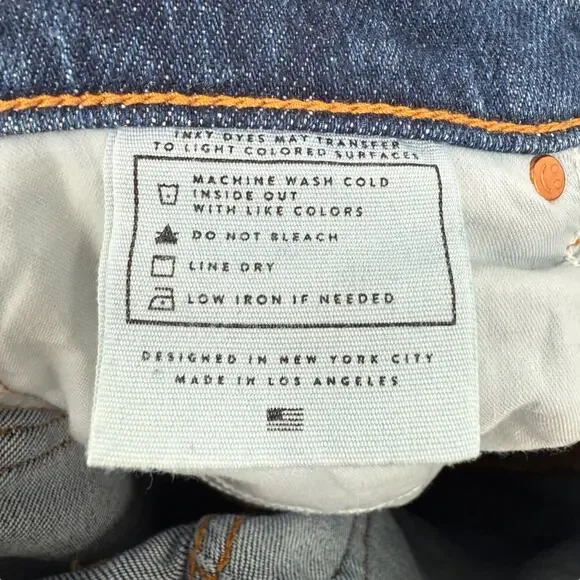 INKY DYES MAY TRANSFER
TO LIGHT COLORED SURFACES
MACHINE WASH COLD
INSIDE OUT
WITH LIKE COLORS
DO NOT BLEACH
LINE DRY
LOW IRON IF NEEDED
DESIGNED IN NEW YORK CITY
MADE IN LOS ANGELES